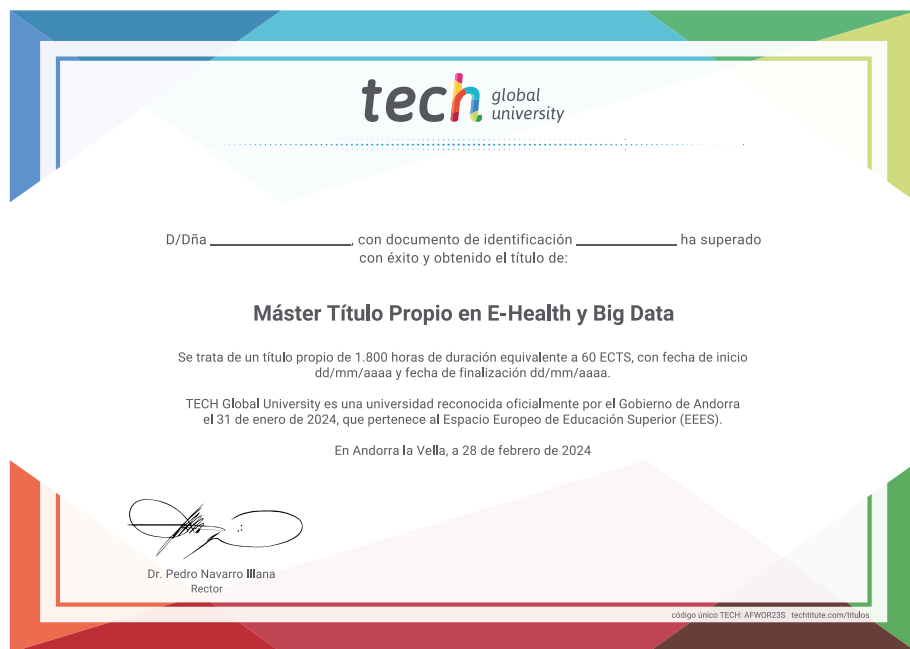 tech global
university
D/Dña ______________, con documento de identificación ____________ ha superado
con éxito y obtenido el título de:
Máster Título Propio en E-Health y Big Data
Se trata de un título propio de 1.800 horas de duración equivalente a 60 ECTS, con fecha de inicio
dd/mm/aaaa y fecha de finalización dd/mm/aaaa.
TECH Global University es una universidad reconocida oficialmente por el Gobierno de Andorra
el 31 de enero de 2024, que pertenece al Espacio Europeo de Educación Superior (EEES).
En Andorra la Vella, a 28 de febrero de 2024
Dr. Pedro Navarro Illana
Rector
código único TECH: AFWOR23S techtitute.com/titulos